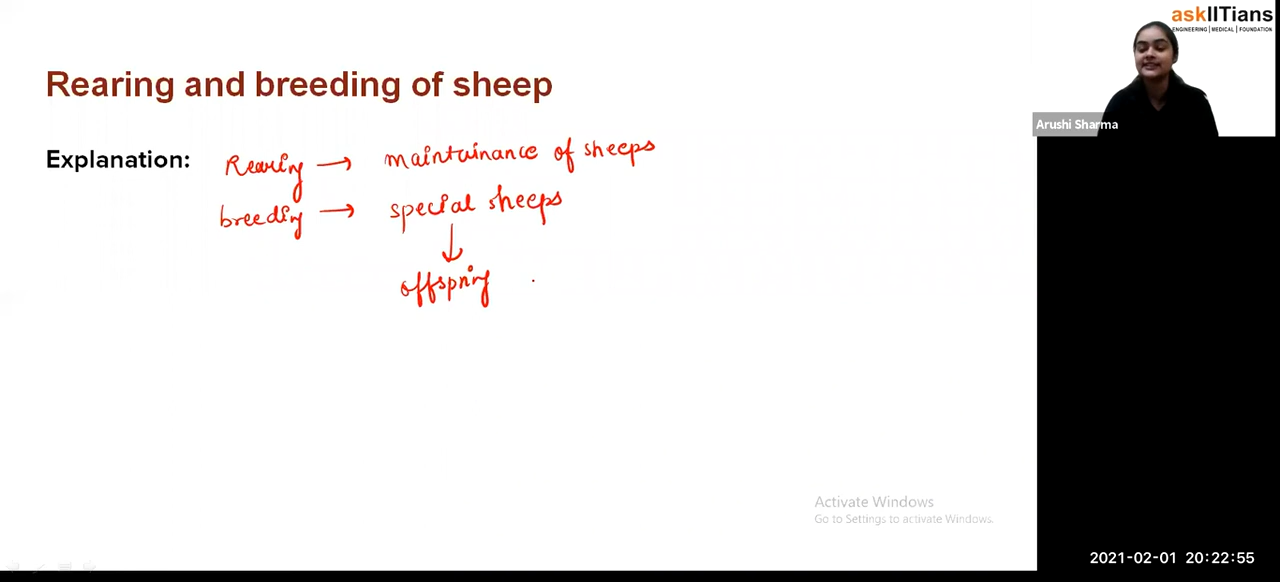 askIITians
ENGINEERING | MEDICAL | FOUNDATION
Rearing and breeding of sheep
Arushi Sharma
Explanation: Rearing → maintainance of sheeps
breeding → special sheeps
↓
offspring
Activate Windows
Go to Settings to activate Windows.
2021-02-01 20:22:55